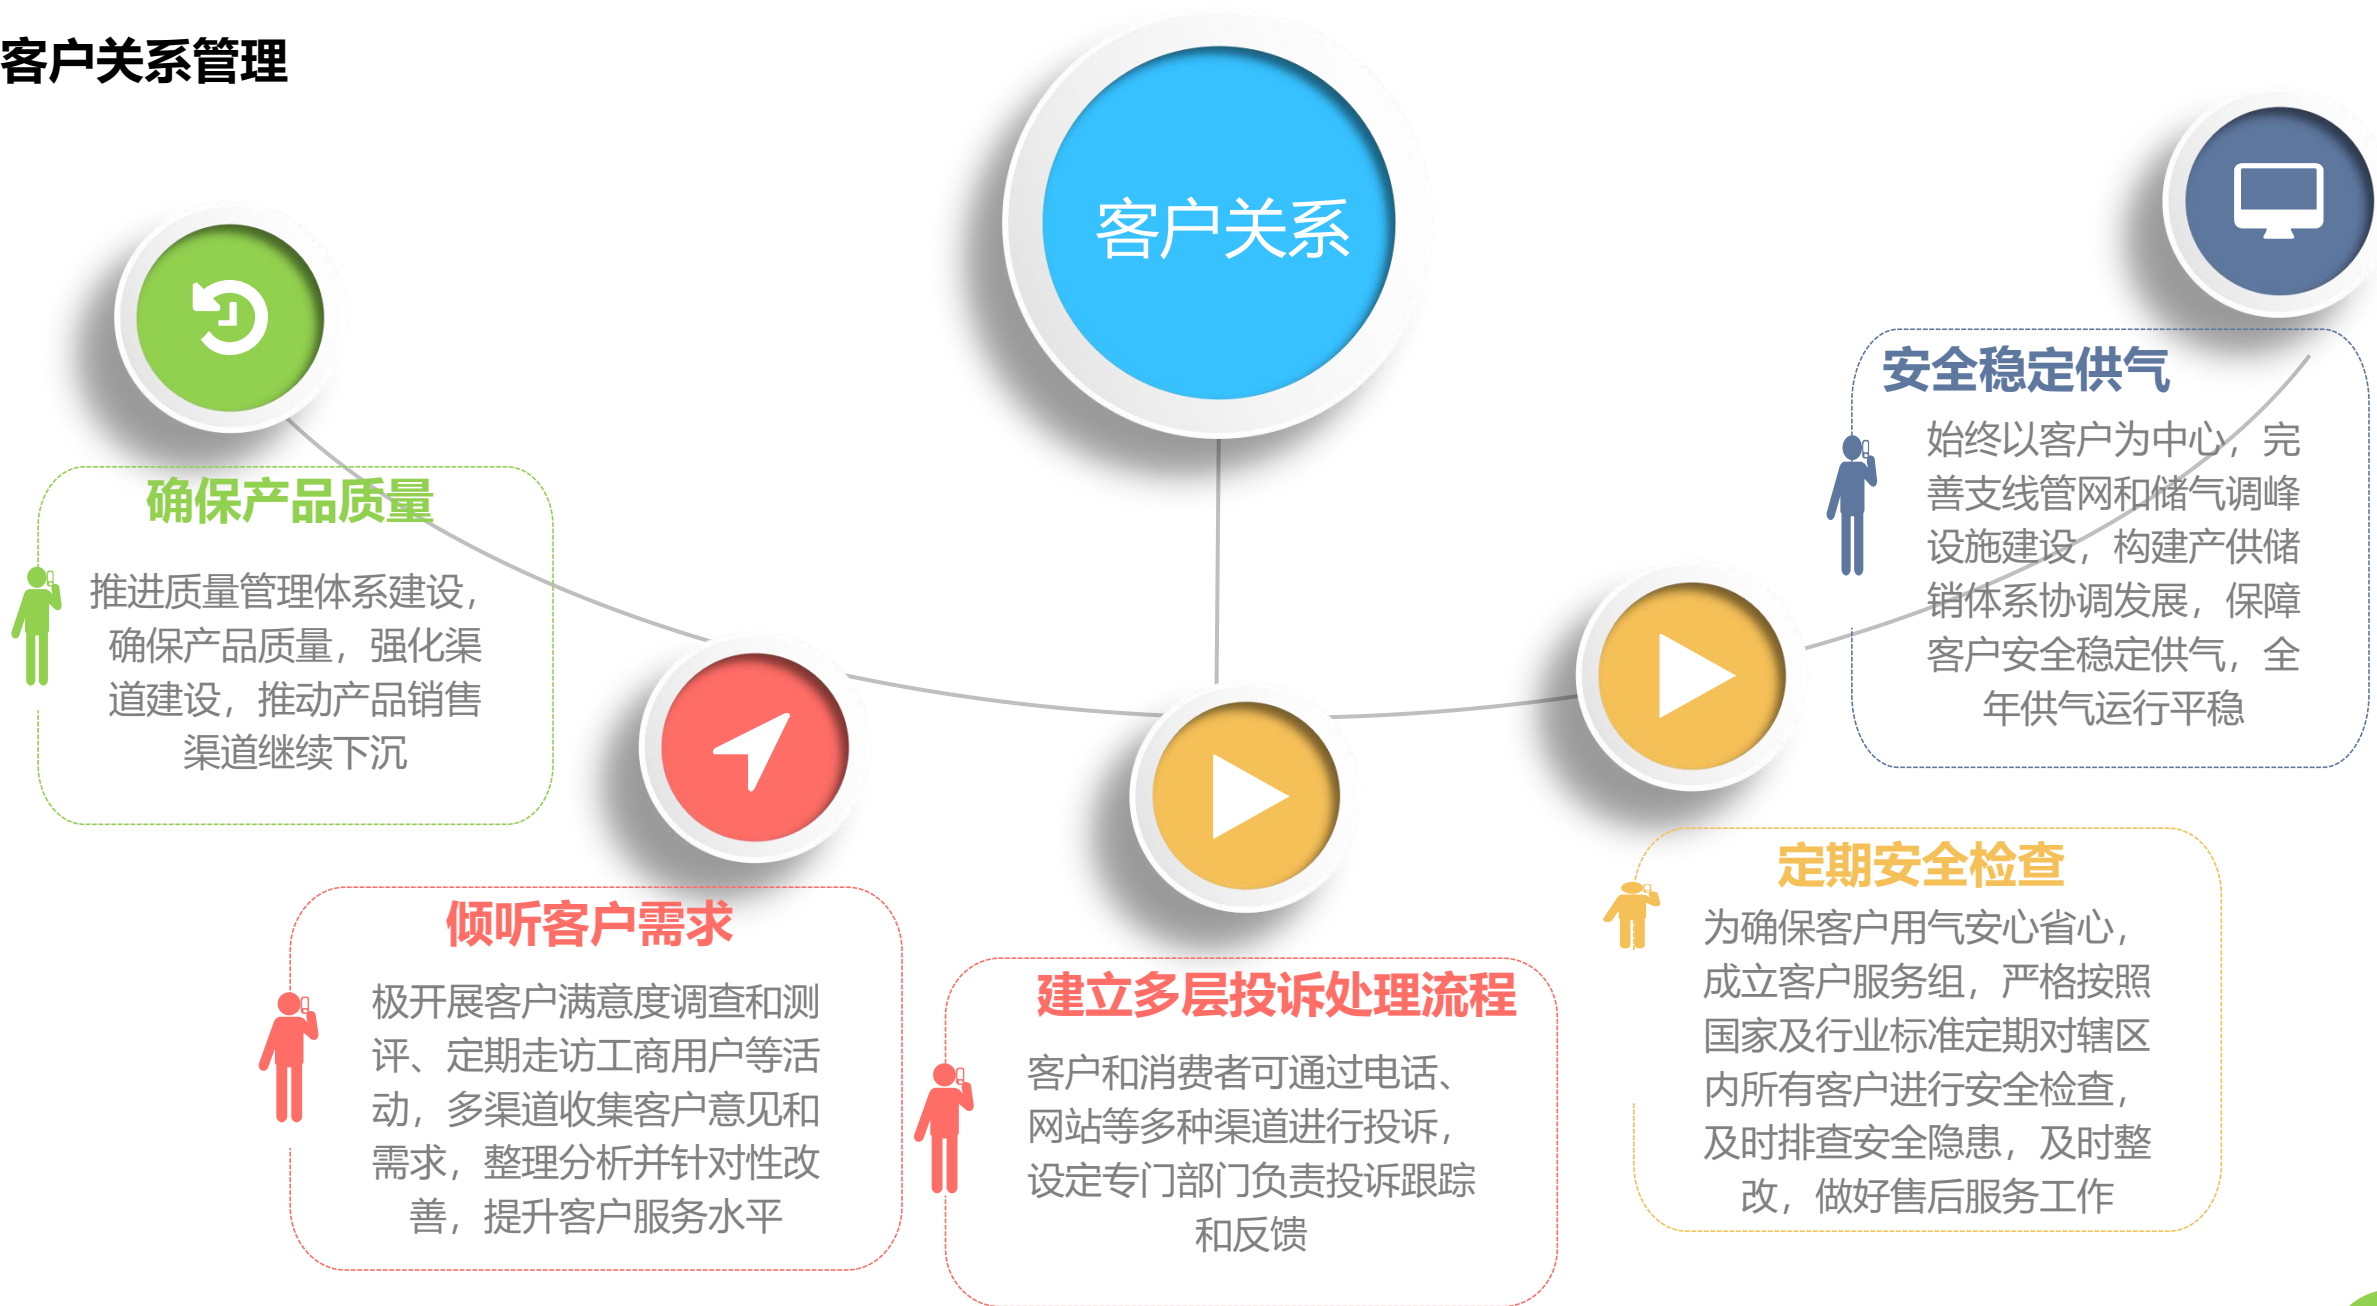 客户关系管理
客户关系
确保产品质量
推进质量管理体系建设，
确保产品质量，强化渠
道建设，推动产品销售
渠道继续下沉
倾听客户需求
极开展客户满意度调查和测
评、定期走访工商用户等活
动，多渠道收集客户意见和
需求，整理分析并针对性改
善，提升客户服务水平
建立多层投诉处理流程
客户和消费者可通过电话、
网站等多种渠道进行投诉，
设定专门部门负责投诉跟踪
和反馈
定期安全检查
为确保客户用气安心省心，
成立客户服务组，严格按照
国家及行业标准定期对辖区
内所有客户进行安全检查，
及时排查安全隐患，及时整
改，做好售后服务工作
安全稳定供气
始终以客户为中心，完
善支线管网和储气调峰
设施建设，构建产供储
销体系协调发展，保障
客户安全稳定供气，全
年供气运行平稳